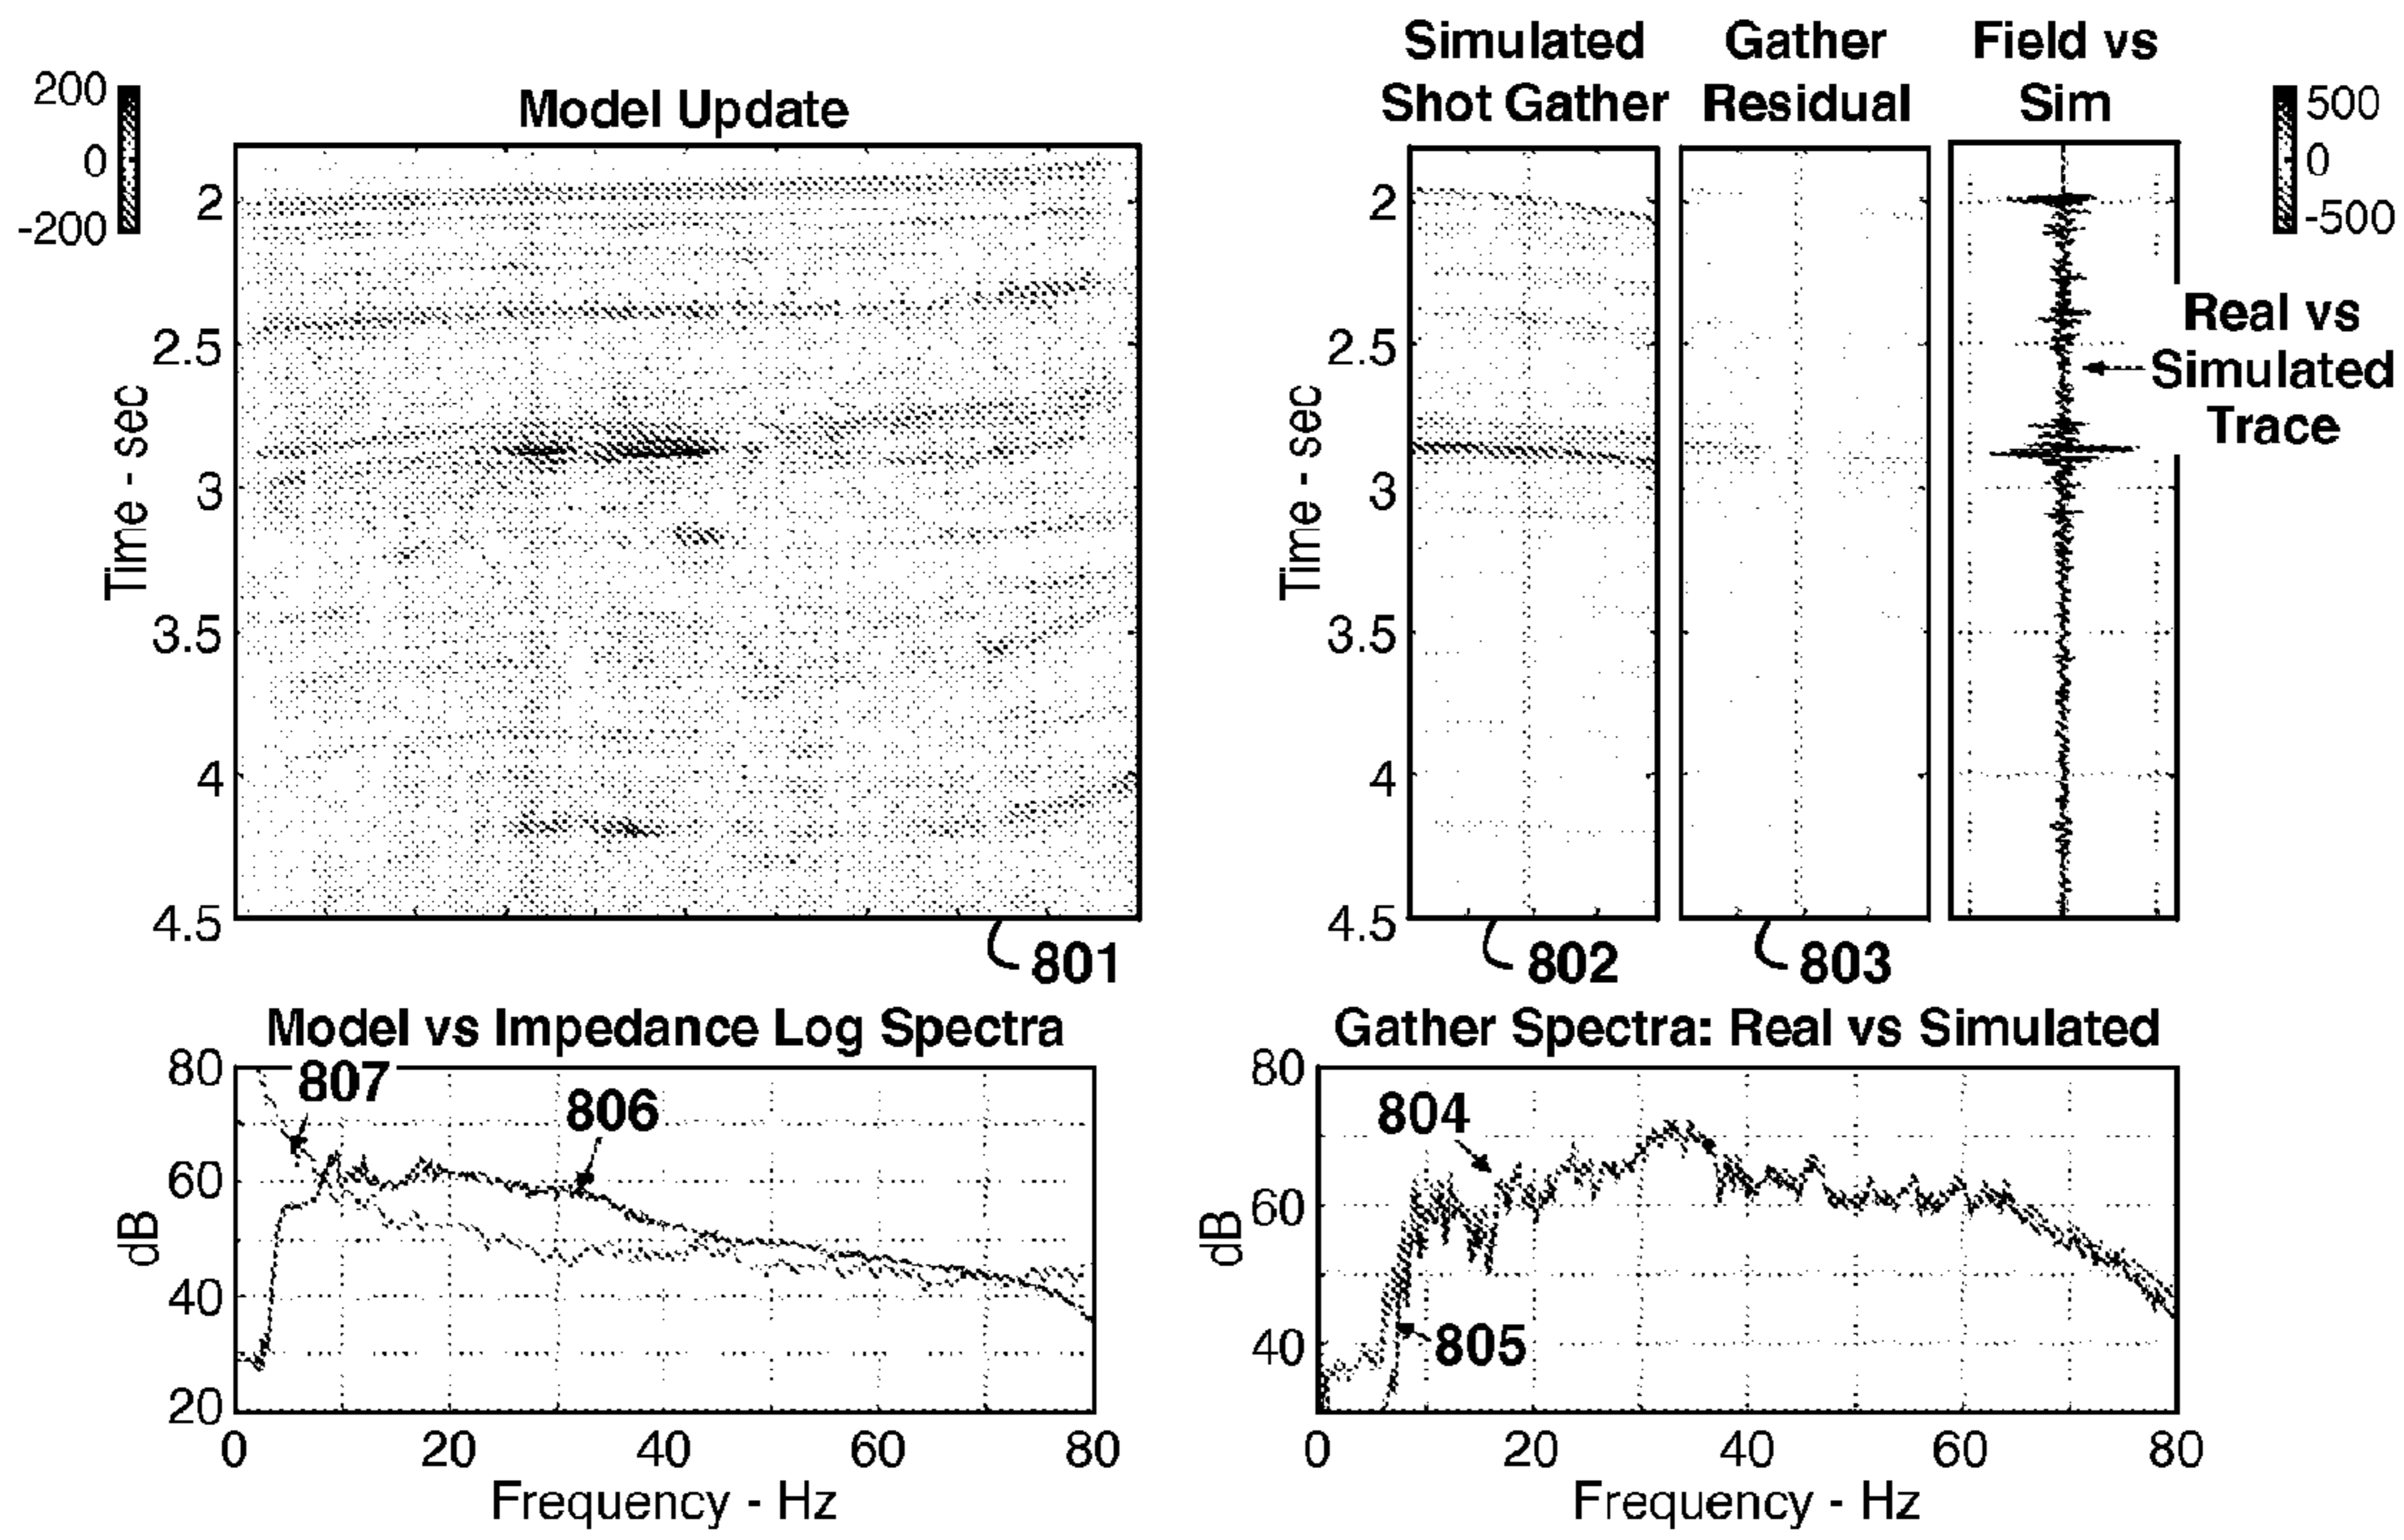 Model Update
200
0
-200
2
2.5
3
3.5
4
4.5
Time - sec
801
Simulated
Shot Gather
Gather
Residual
Field vs
Sim
500
0
-500
2
2.5
3
3.5
4
4.5
Time - sec
Real vs
Simulated
Trace
802
803
Model vs Impedance Log Spectra
80
60
40
20
dB
807
806
0 20 40 60 80
Frequency - Hz
Gather Spectra: Real vs Simulated
80
60
40
dB
804
805
0 20 40 60 80
Frequency - Hz